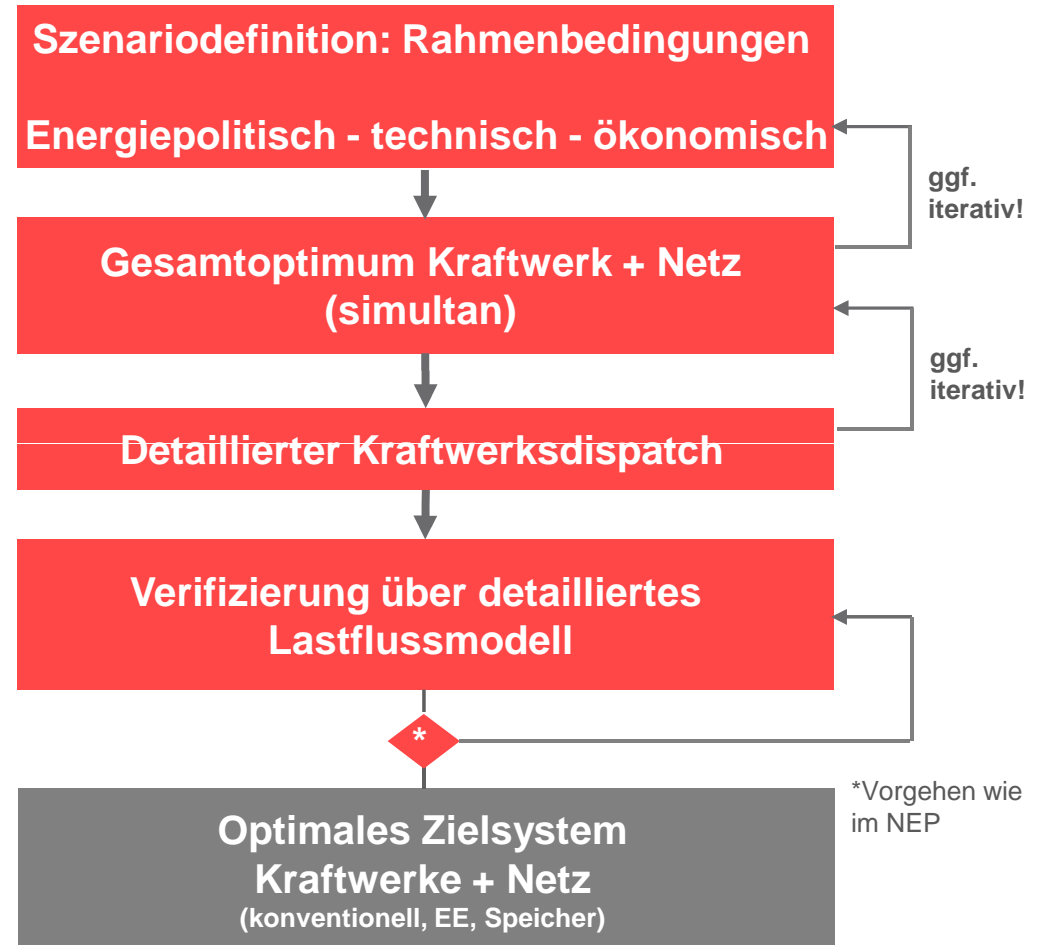 Szenariodefinition: Rahmenbedingungen
Energiepolitisch - technisch - ökonomisch
ggf.
iterativ!
Gesamtoptimum Kraftwerk + Netz
(simultan)
ggf.
iterativ!
Detaillierter Kraftwerksdispatch
Verifizierung über detailliertes
Lastflussmodell
*
*Vorgehen wie
im NEP
Optimales Zielsystem
Kraftwerke + Netz
(konventionell, EE, Speicher)